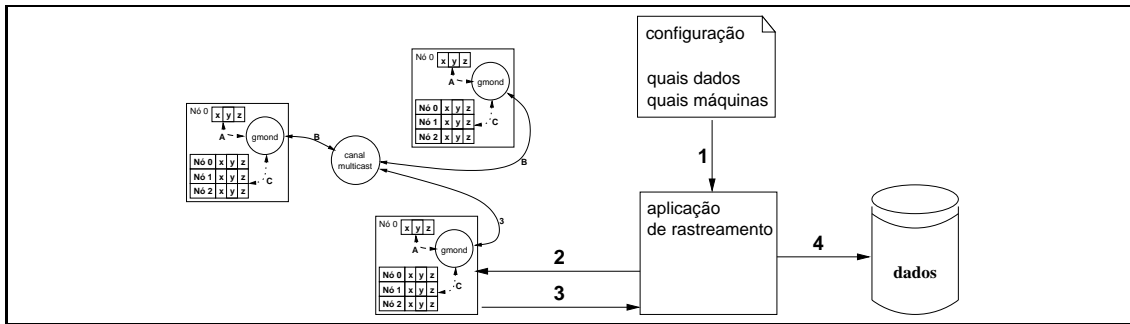 configuração
quais dados
quais máquinas
Nó 0 x y z
A gmond
Nó 0 x y z
Nó 1 x y z
Nó 2 x y z
C
B
Nó 0 x y z
A gmond
Nó 0 x y z
Nó 1 x y z
Nó 2 x y z
C
B
canal
multicast
1
3
Nó 0 x y z
A gmond
Nó 0 x y z
Nó 1 x y z
Nó 2 x y z
C
2
3
aplicação
de rastreamento
4
dados